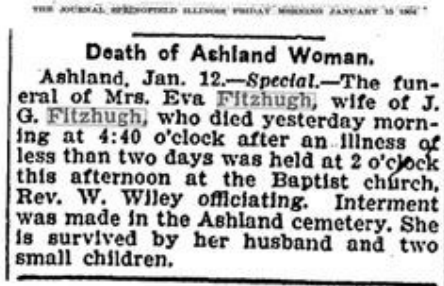 THE JOURNAL, SPRINGFIELD, ILLINOIS, FRIDAY MORNING, JANUARY 13
Death of Ashland Woman.
Ashland, Jan. 12.—Special.—The fun-
eral of Mrs. Eva Fitzhugh, wife of J.
G. Fitzhugh, who died yesterday morn-
ing at 4:40 o'clock after an illness of
less than two days was held at 2 o'clock
this afternoon at the Baptist church,
Rev. W. Wiley officiating. Interment
was made in the Ashland cemetery. She
is survived by her husband and two
small children.